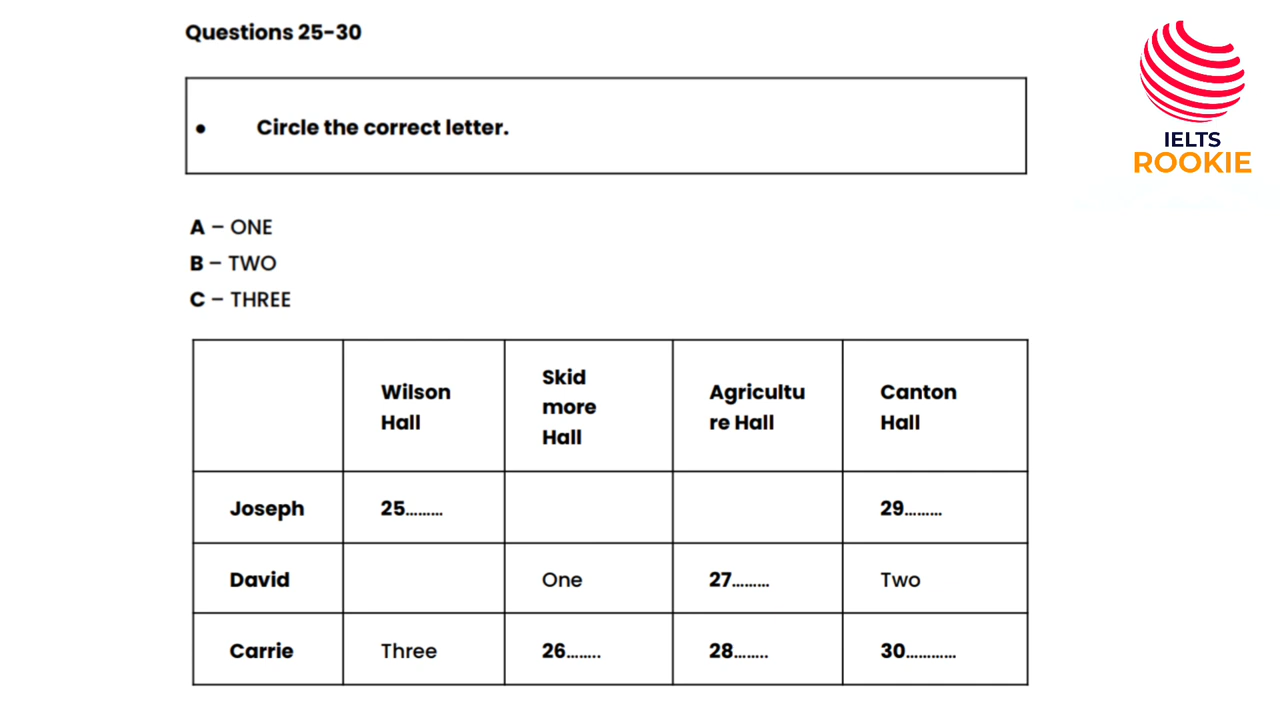 Questions 25-30
● Circle the correct letter.
IELTS
ROOKIE
A – ONE
B – TWO
C – THREE
Wilson
Hall
Skid
more
Hall
Agricultu
re Hall
Canton
Hall
Joseph 25……… 29………
David One 27……… Two
Carrie Three 26…….. 28…….. 30…………